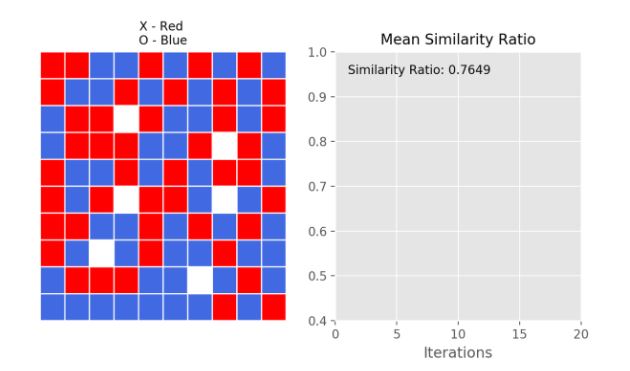 X - Red
O - Blue
Mean Similarity Ratio
1.0
Similarity Ratio: 0.7649
0.9
0.8
0.7
0.6
0.5
0.4
0 5 10 15 20
Iterations